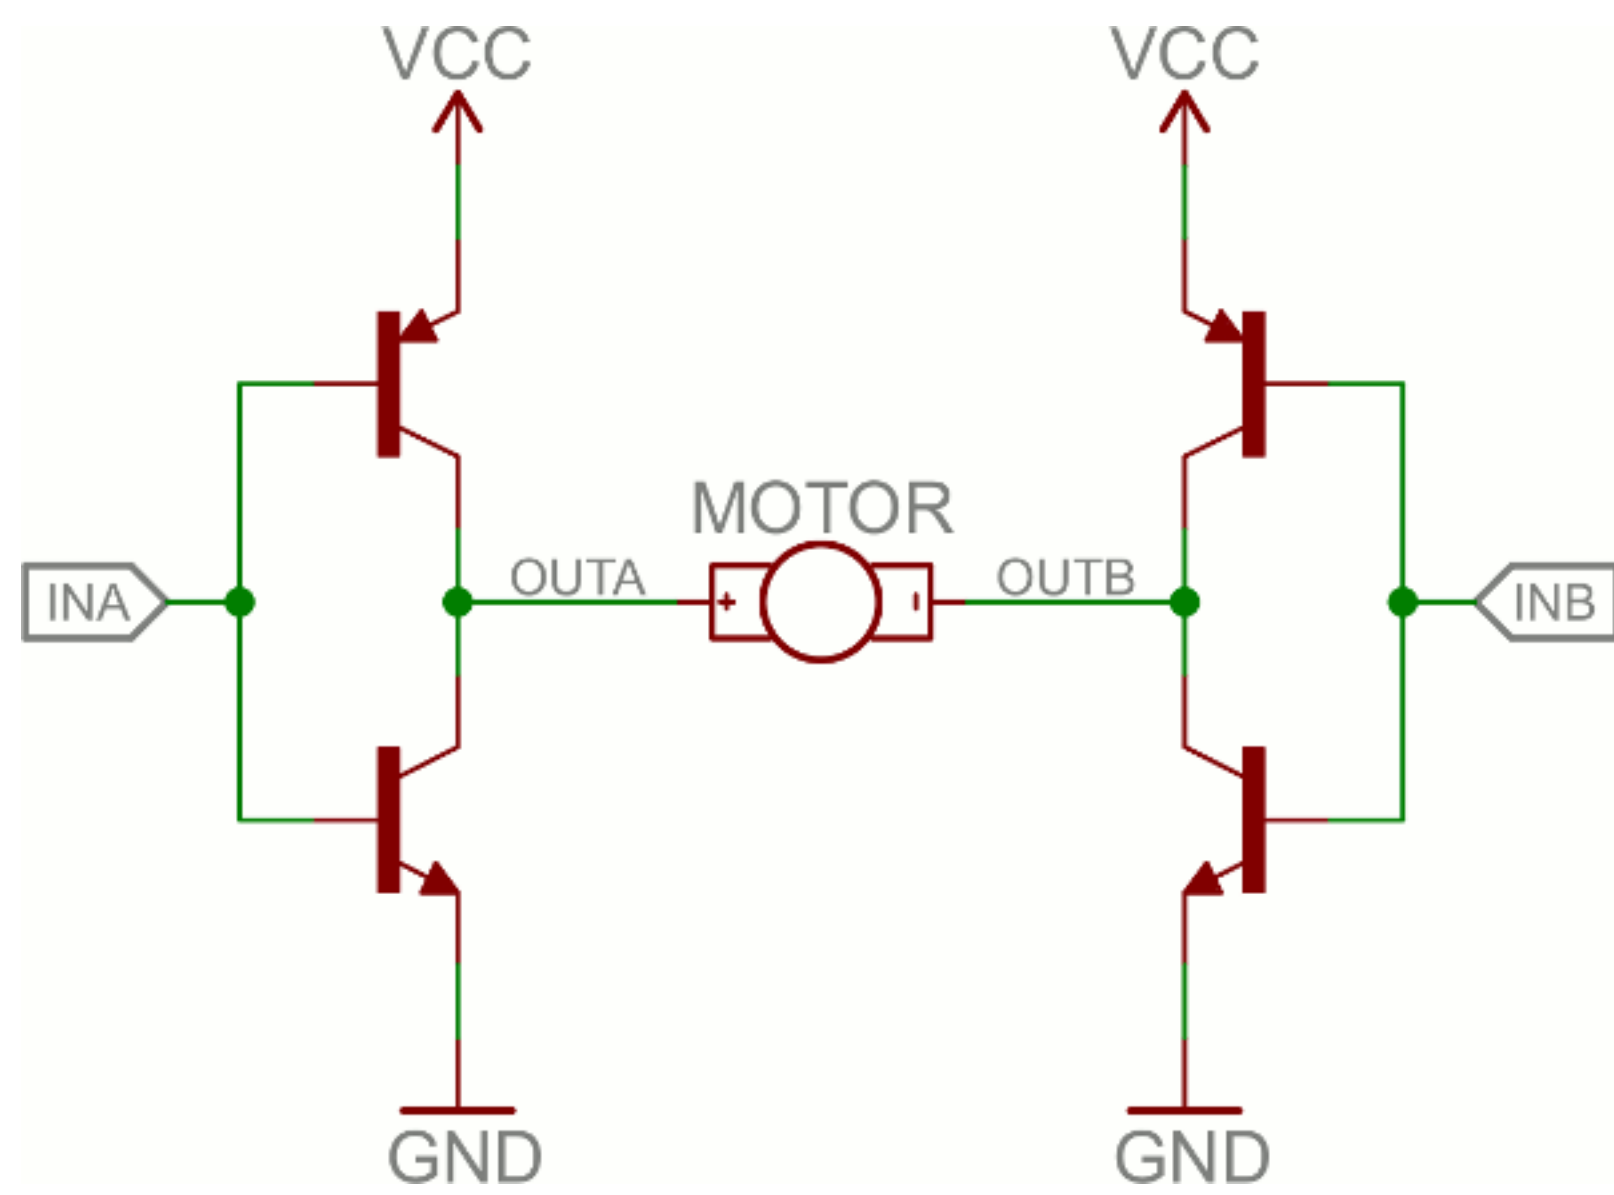 VCC VCC
MOTOR
OUTA OUTB
INA + - INB
GND GND